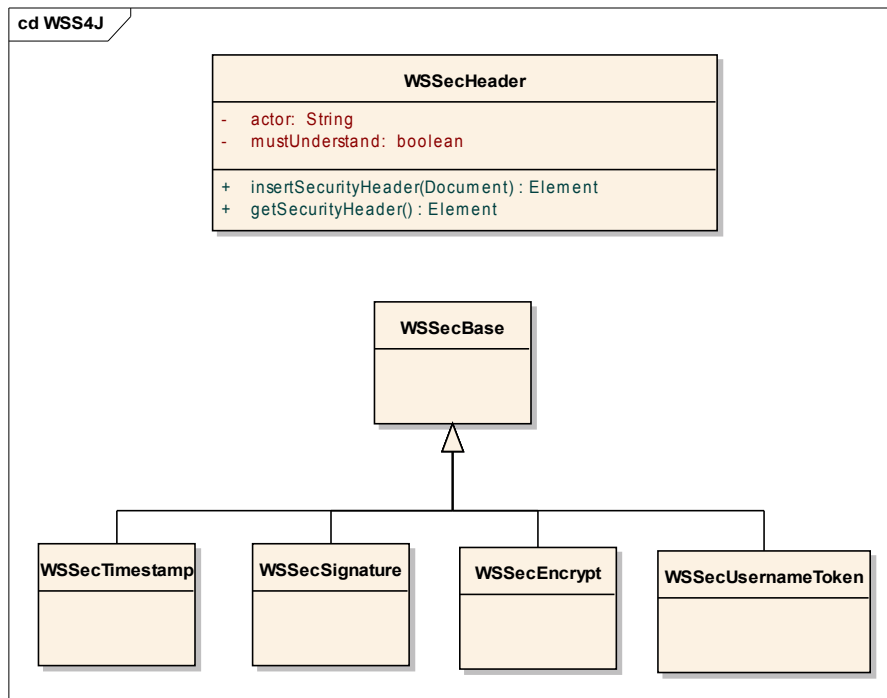 cd WSS4J
WSSecHeader
- actor: String
- mustUnderstand: boolean
+ insertSecurityHeader(Document) : Element
+ getSecurityHeader() : Element
WSSecBase
WSSecTimestamp
WSSecSignature
WSSecEncrypt
WSSecUsernameToken